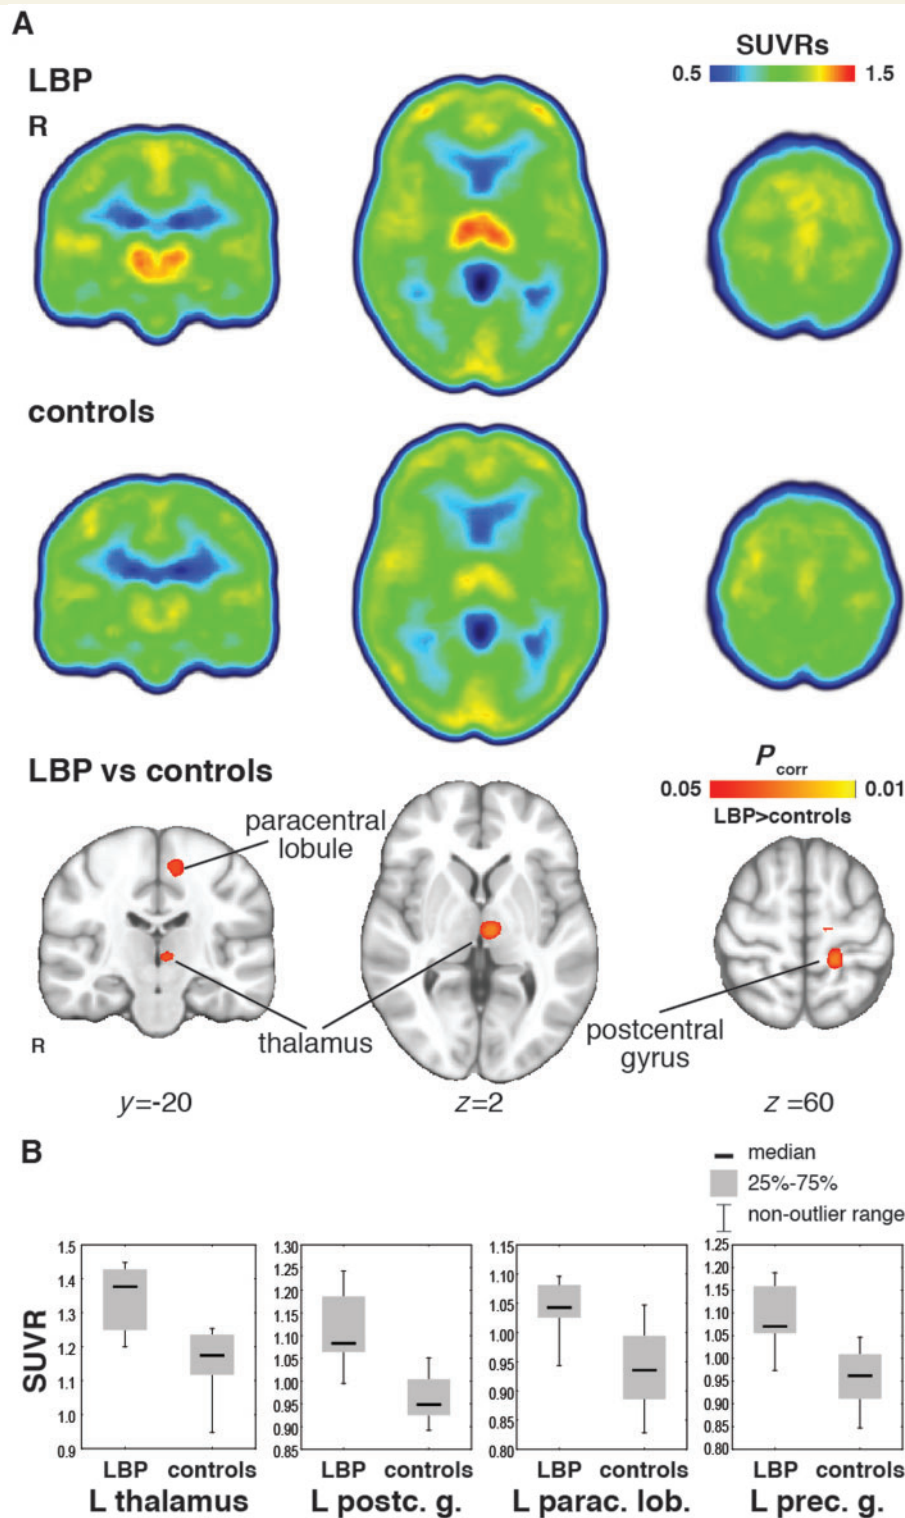 A
SUVRs
0.5 1.5
LBP
R
controls
LBP vs controls
P corr
0.05 0.01
LBP>controls
paracentral
lobule
thalamus
postcentral
gyrus
R
y=-20
z=2
z =60
B
median
25%-75%
non-outlier range
SUVR
1.5
1.4
1.3
1.2
1.1
1.0
0.9
LBP controls
L thalamus
1.30
1.25
1.20
1.15
1.10
1.05
1.00
0.95
0.90
0.85
LBP controls
L postc. g.
1.15
1.10
1.05
1.00
0.95
0.90
0.85
0.80
LBP controls
L parac. lob.
1.25
1.20
1.15
1.10
1.05
1.00
0.95
0.90
0.85
0.80
LBP controls
L prec. g.